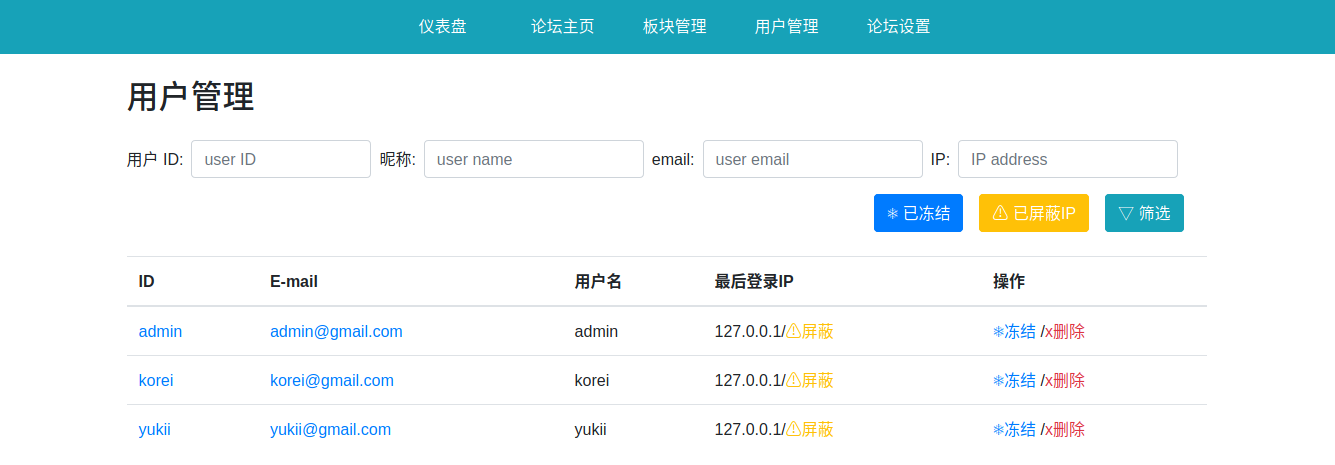 仪表盘 论坛主页 板块管理 用户管理 论坛设置
用户管理
用户 ID: user ID 昵称: user name email: user email IP: IP address
❄ 已冻结 ⚠ 已屏蔽IP ▽ 筛选
ID E-mail 用户名 最后登录IP 操作
admin admin@gmail.com admin 127.0.0.1/⚠屏蔽 ❄冻结 /x删除
korei korei@gmail.com korei 127.0.0.1/⚠屏蔽 ❄冻结 /x删除
yukii yukii@gmail.com yukii 127.0.0.1/⚠屏蔽 ❄冻结 /x删除